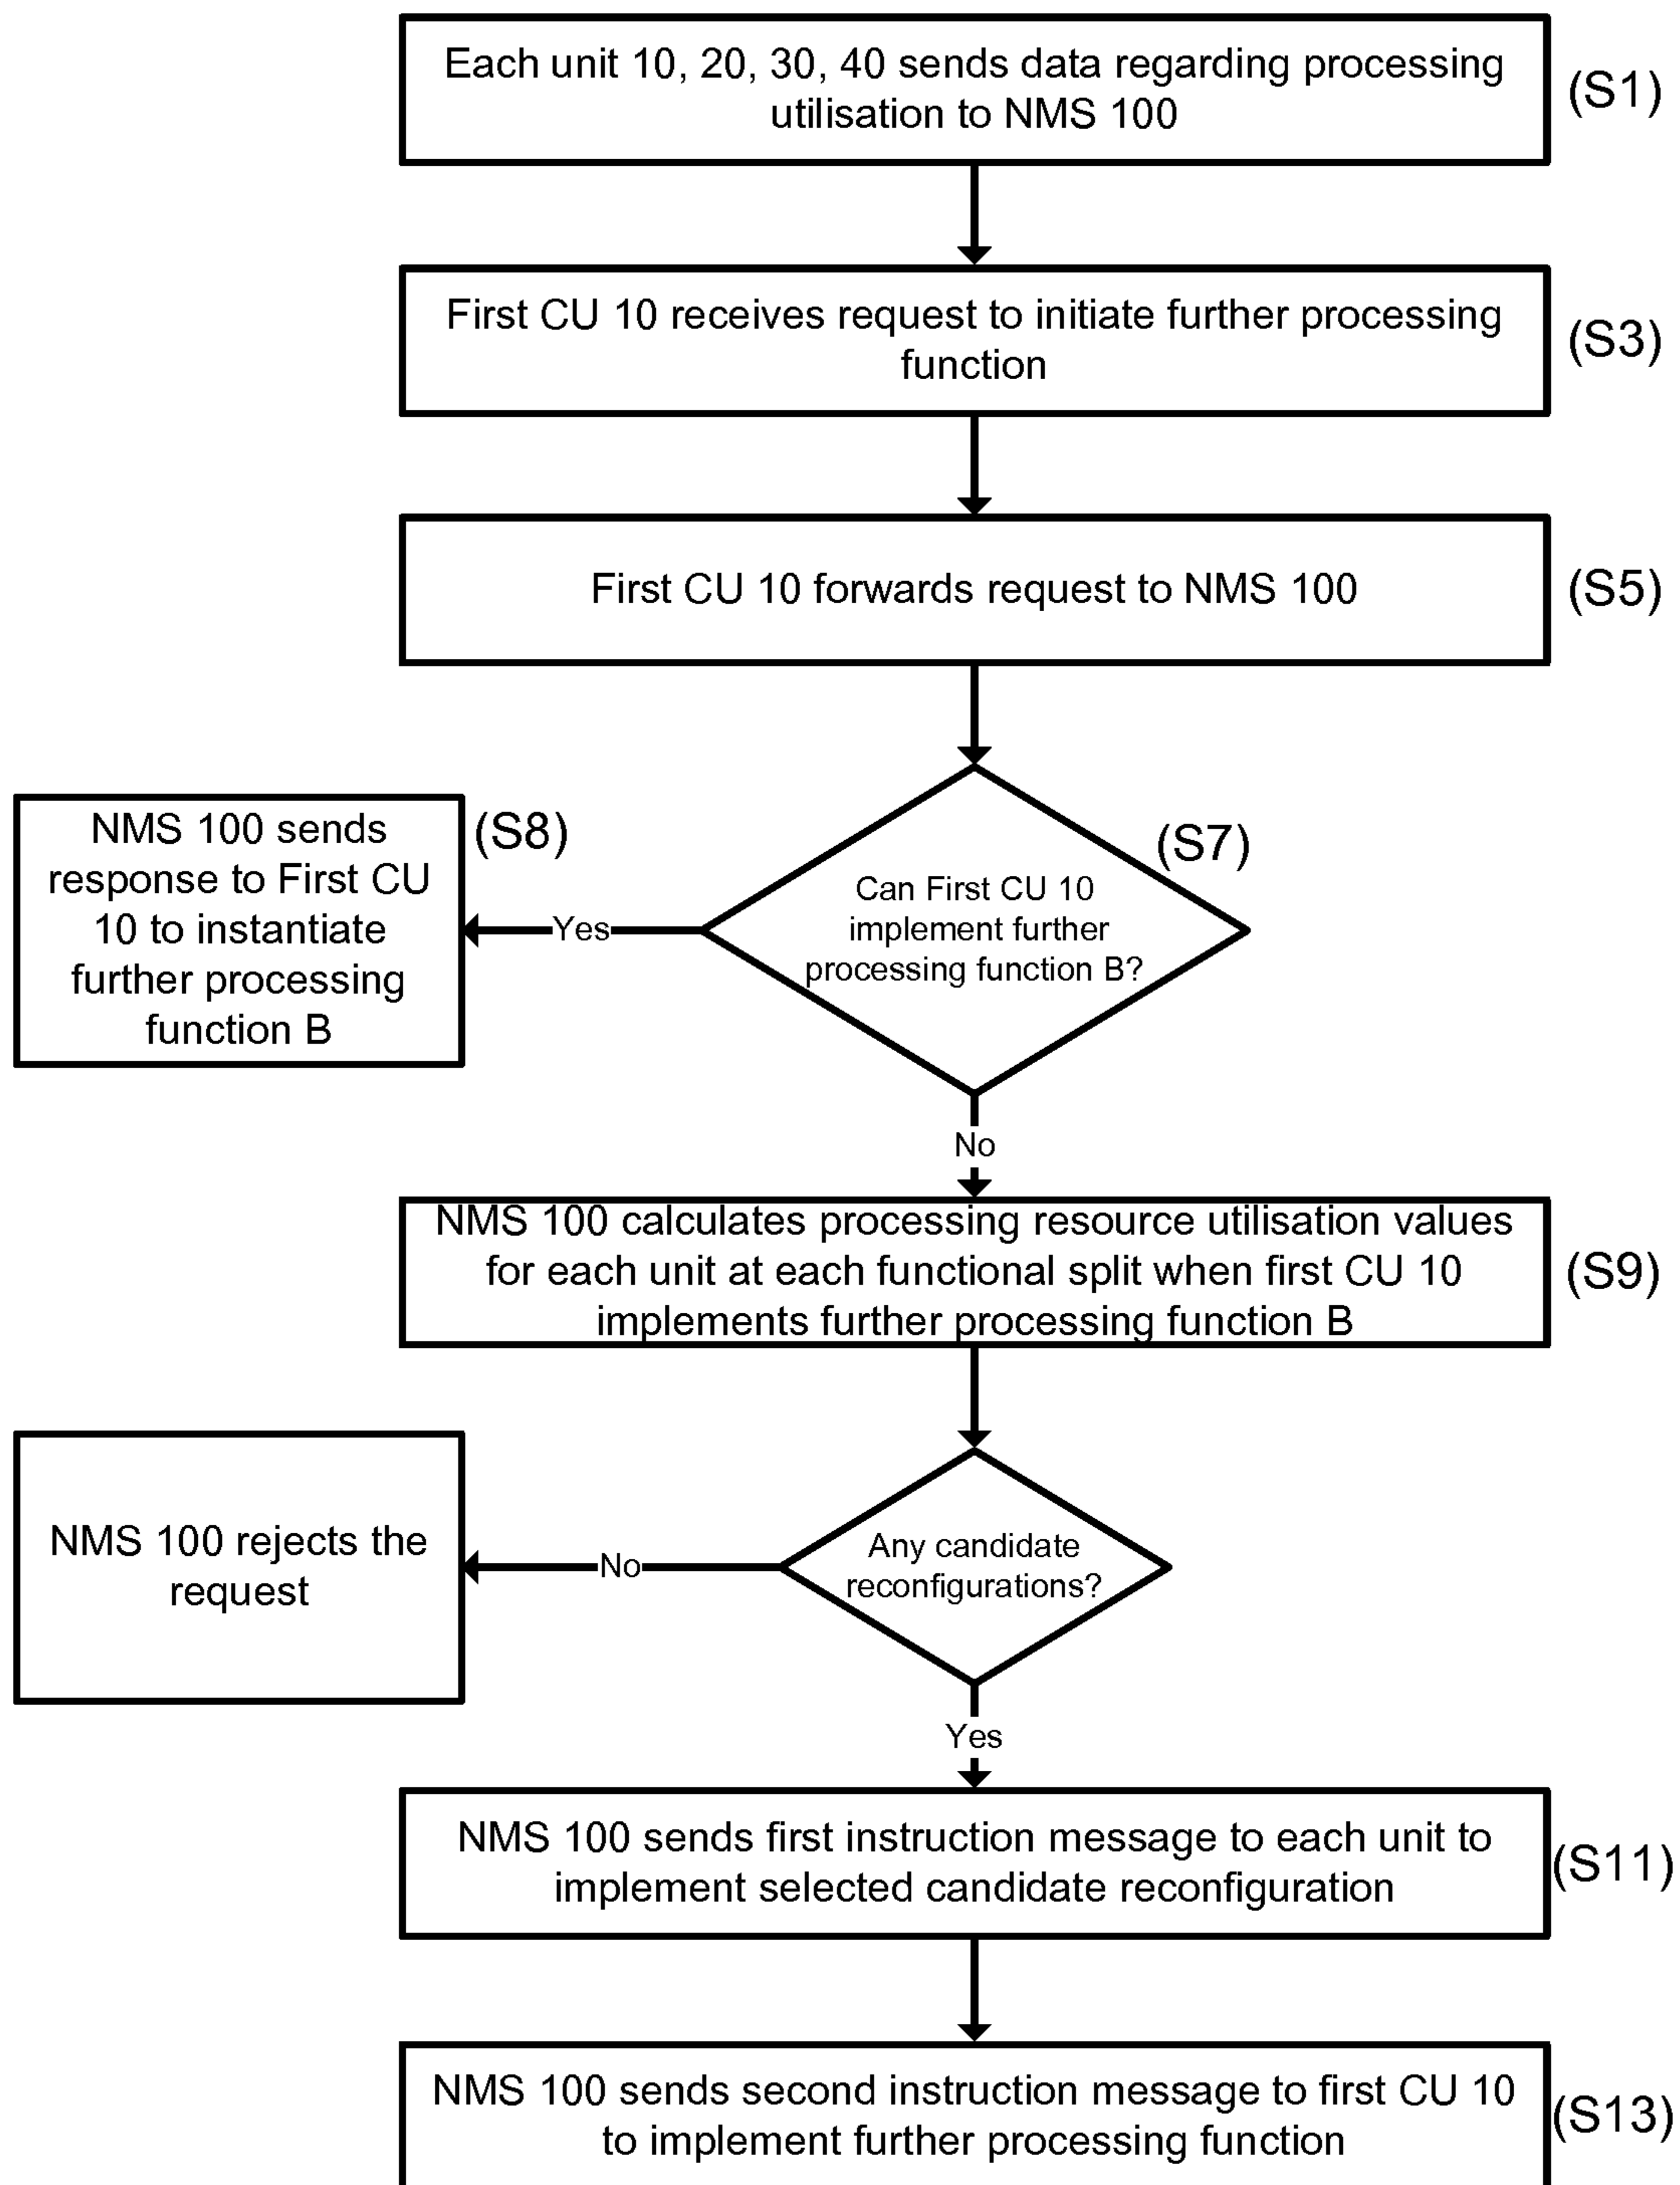 Each unit 10, 20, 30, 40 sends data regarding processing
utilisation to NMS 100
(S1)
First CU 10 receives request to initiate further processing
function
(S3)
First CU 10 forwards request to NMS 100
(S5)
(S7)
Can First CU 10
implement further
processing function B?
Yes
(S8)
NMS 100 sends
response to First CU
10 to instantiate
further processing
function B
No
NMS 100 calculates processing resource utilisation values
for each unit at each functional split when first CU 10
implements further processing function B
(S9)
Any candidate
reconfigurations?
No
NMS 100 rejects the
request
Yes
NMS 100 sends first instruction message to each unit to
implement selected candidate reconfiguration
(S11)
NMS 100 sends second instruction message to first CU 10
to implement further processing function
(S13)